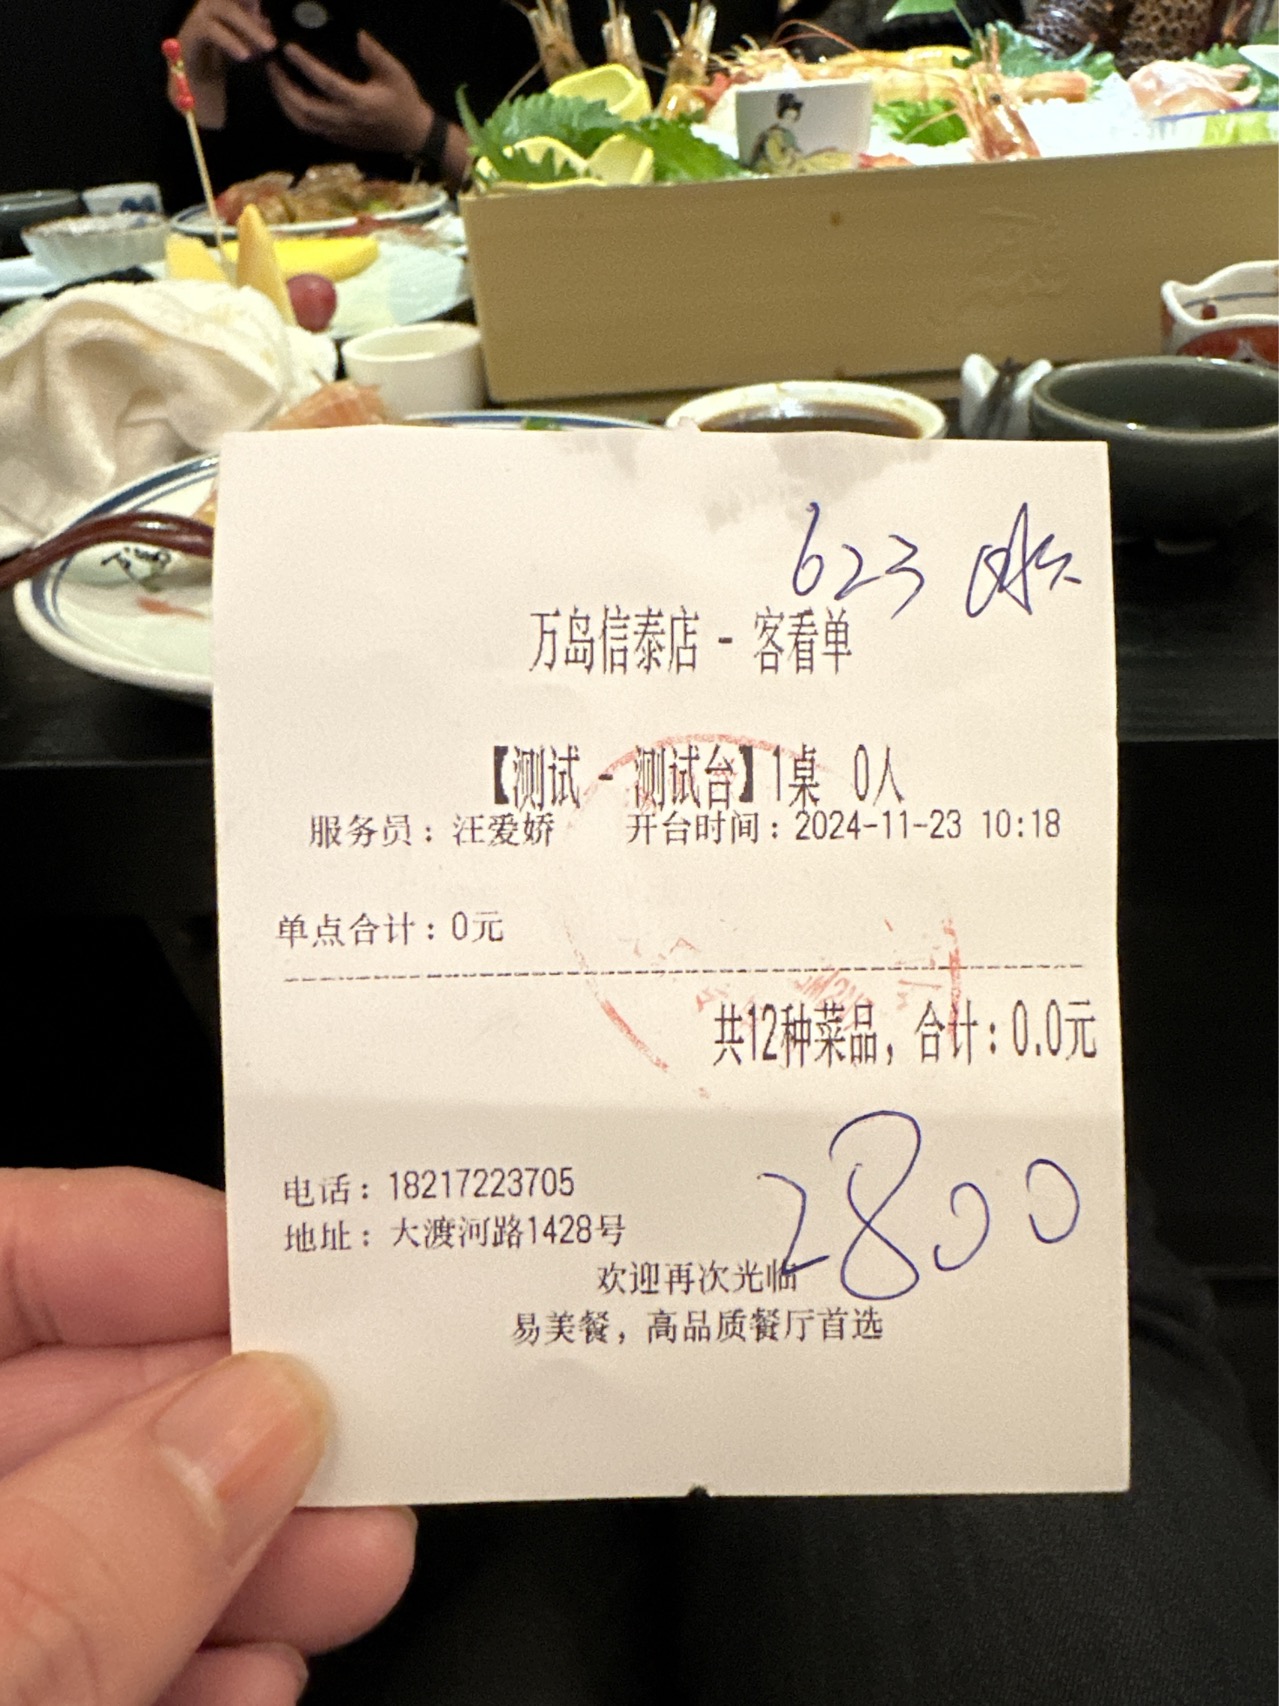 623
万岛信泰店 - 客看单
【测试 - 测试台】1桌 0人
服务员：汪爱娇 开台时间：2024-11-23 10:18
单点合计：0元
共12种菜品，合计：0.0元
电话：18217223705
地址：大渡河路1428号
2800
欢迎再次光临
易美餐，高品质餐厅首选